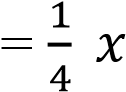 = 1/4 x